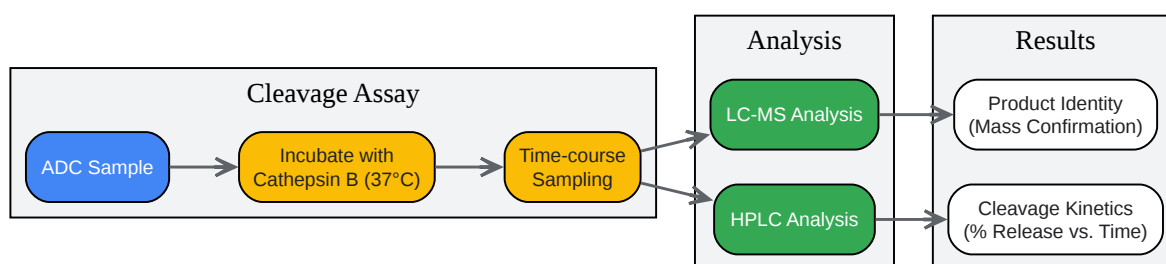 Cleavage Assay
ADC Sample
Incubate with
Cathepsin B (37°C)
Time-course
Sampling
Analysis
LC-MS Analysis
HPLC Analysis
Results
Product Identity
(Mass Confirmation)
Cleavage Kinetics
(% Release vs. Time)